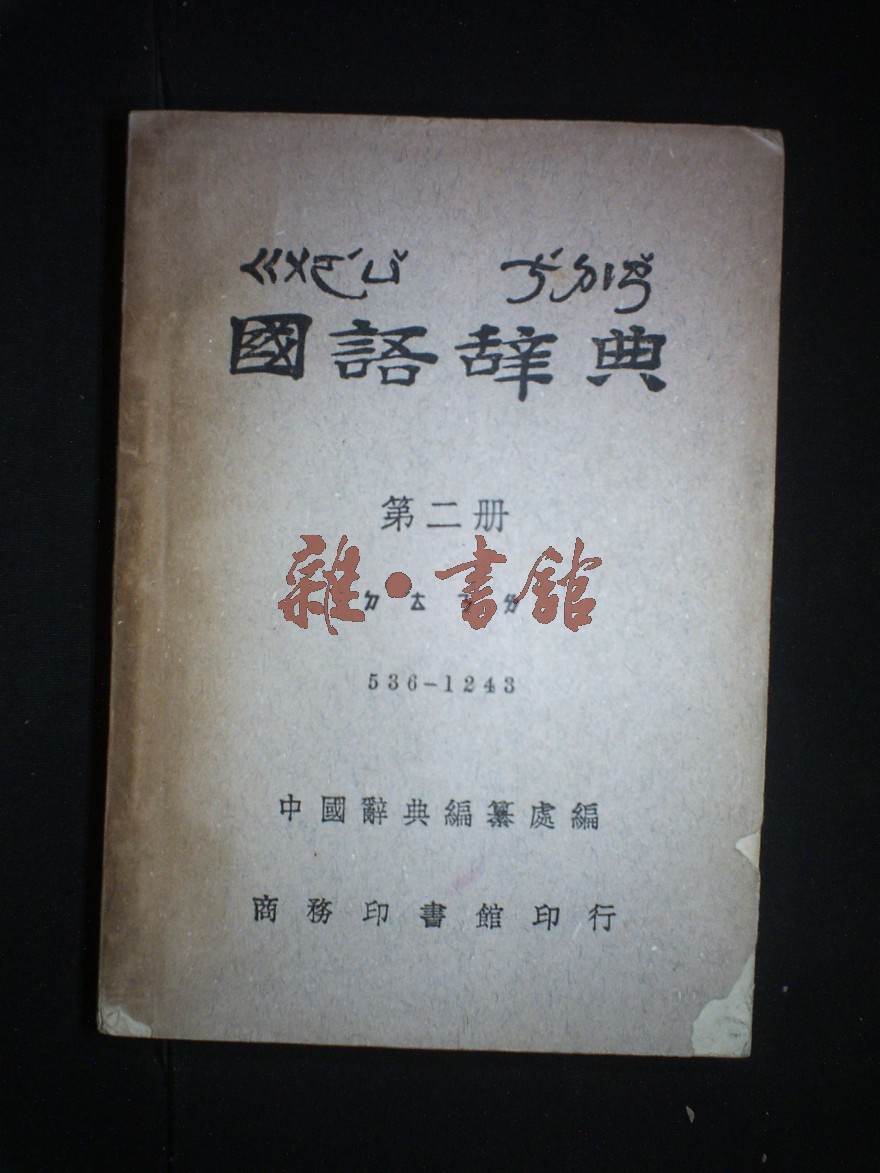 ㄍㄨㄛˊㄩˇ ㄘˊㄉㄧㄢˇ
國語辭典
第二册
雜·書館
ㄉ ㄊ ㄋ ㄌ
536-1243
中國辭典編纂處編
商務印書館印行